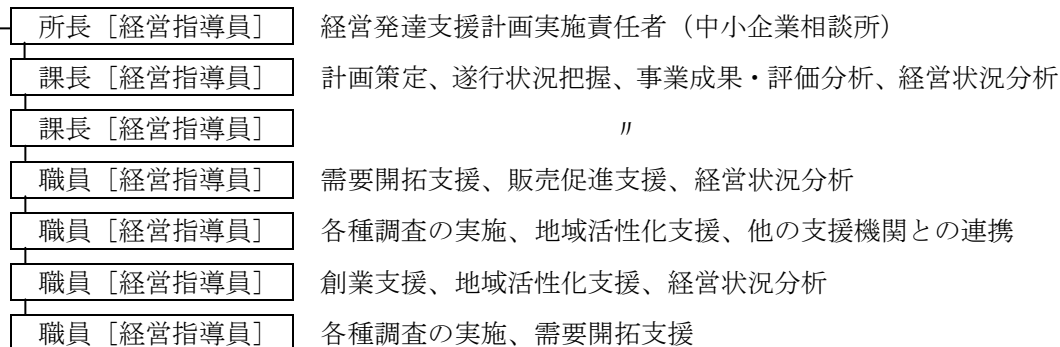 所長［経営指導員］ 経営発達支援計画実施責任者（中小企業相談所）
課長［経営指導員］ 計画策定、遂行状況把握、事業成果・評価分析、経営状況分析
課長［経営指導員］ 〃
職員［経営指導員］ 需要開拓支援、販売促進支援、経営状況分析
職員［経営指導員］ 各種調査の実施、地域活性化支援、他の支援機関との連携
職員［経営指導員］ 創業支援、地域活性化支援、経営状況分析
職員［経営指導員］ 各種調査の実施、需要開拓支援